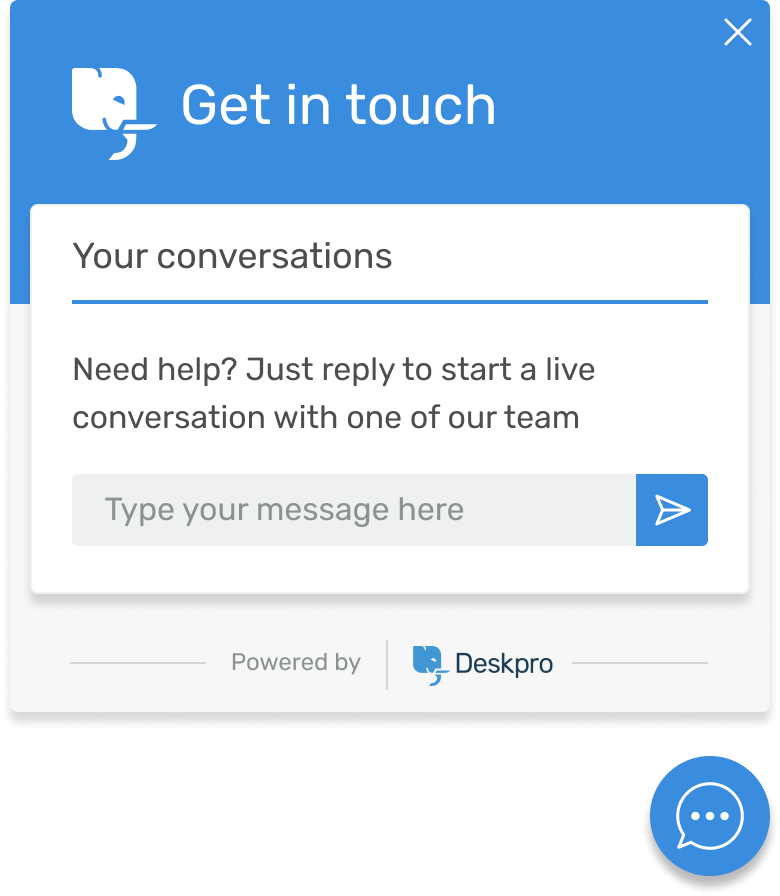 Get in touch
Your conversations
Need help? Just reply to start a live
conversation with one of our team
Type your message here
Powered by Deskpro